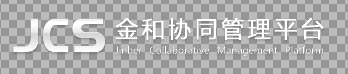 JCS 金和协同管理平台
Jinher Collaborative Management Platform